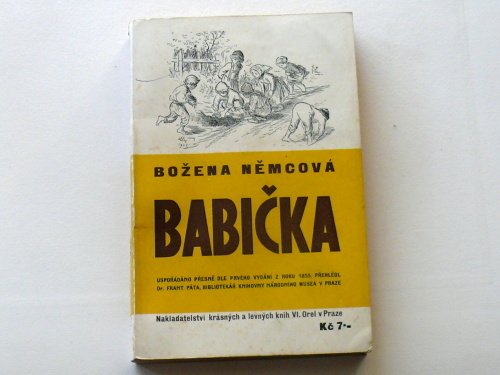 BOŽENA NĚMCOVÁ
BABIČKA
USPOŘÁDÁNO PŘESNĚ DLE PRVÉHO VYDÁNÍ Z ROKU 1855. PŘEHLÉDL
Dr. FRANT. PÁTA, BIBLIOTEKÁŘ KNIHOVNY NÁRODNÍHO MUSEA V PRAZE
Nakladatelství krásných a levných knih Vl. Orel v Praze
Kč 7·-